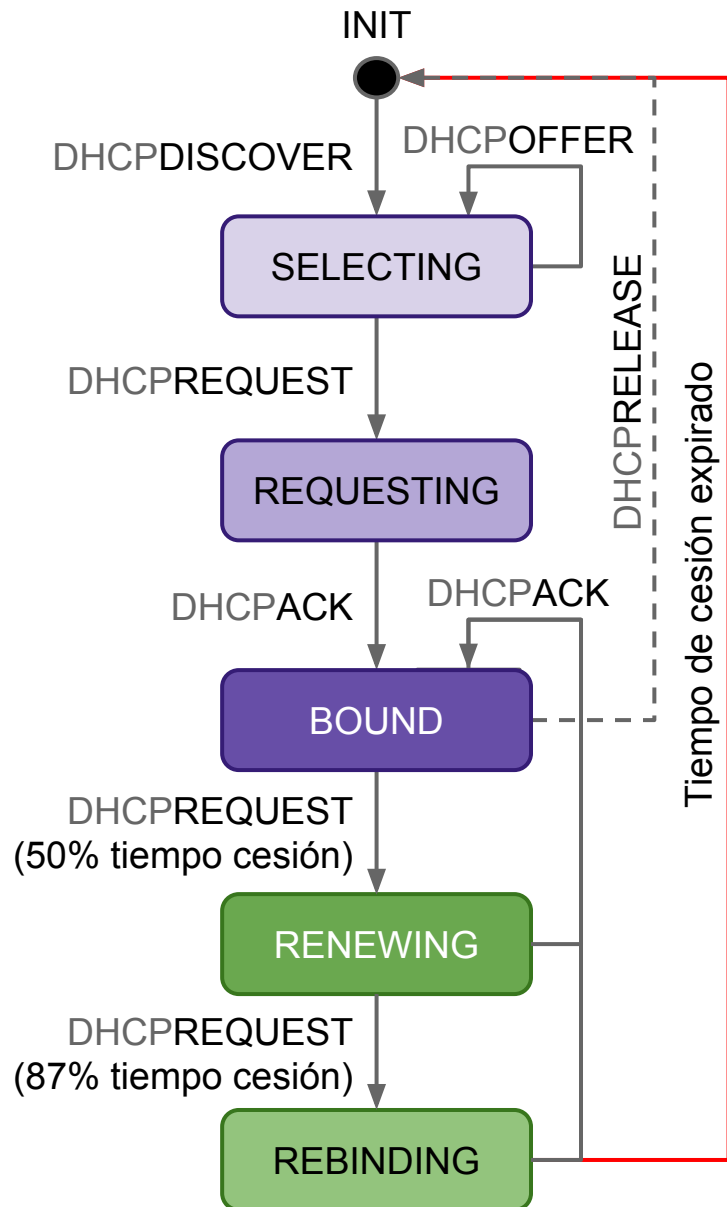 INIT
DHCPDISCOVER
DHCPOFFER
SELECTING
DHCPREQUEST
DHCPRELEASE
Tiempo de cesión expirado
REQUESTING
DHCPACK
DHCPACK
BOUND
DHCPREQUEST
(50% tiempo cesión)
RENEWING
DHCPREQUEST
(87% tiempo cesión)
REBINDING